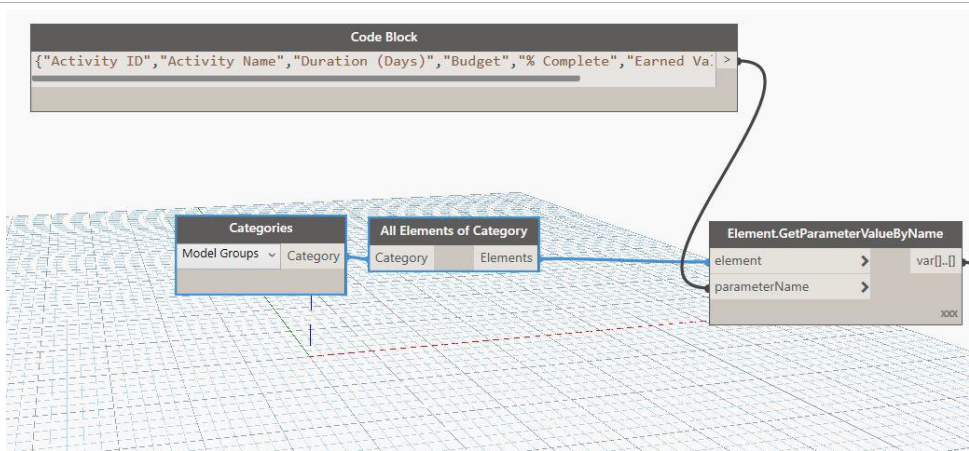 Code Block
{"Activity ID","Activity Name","Duration (Days)","Budget","% Complete","Earned Va
>
Categories
Model Groups Category
All Elements of Category
Category Elements
Element.GetParameterValueByName
element > var[]..[]
parameterName >
xxx